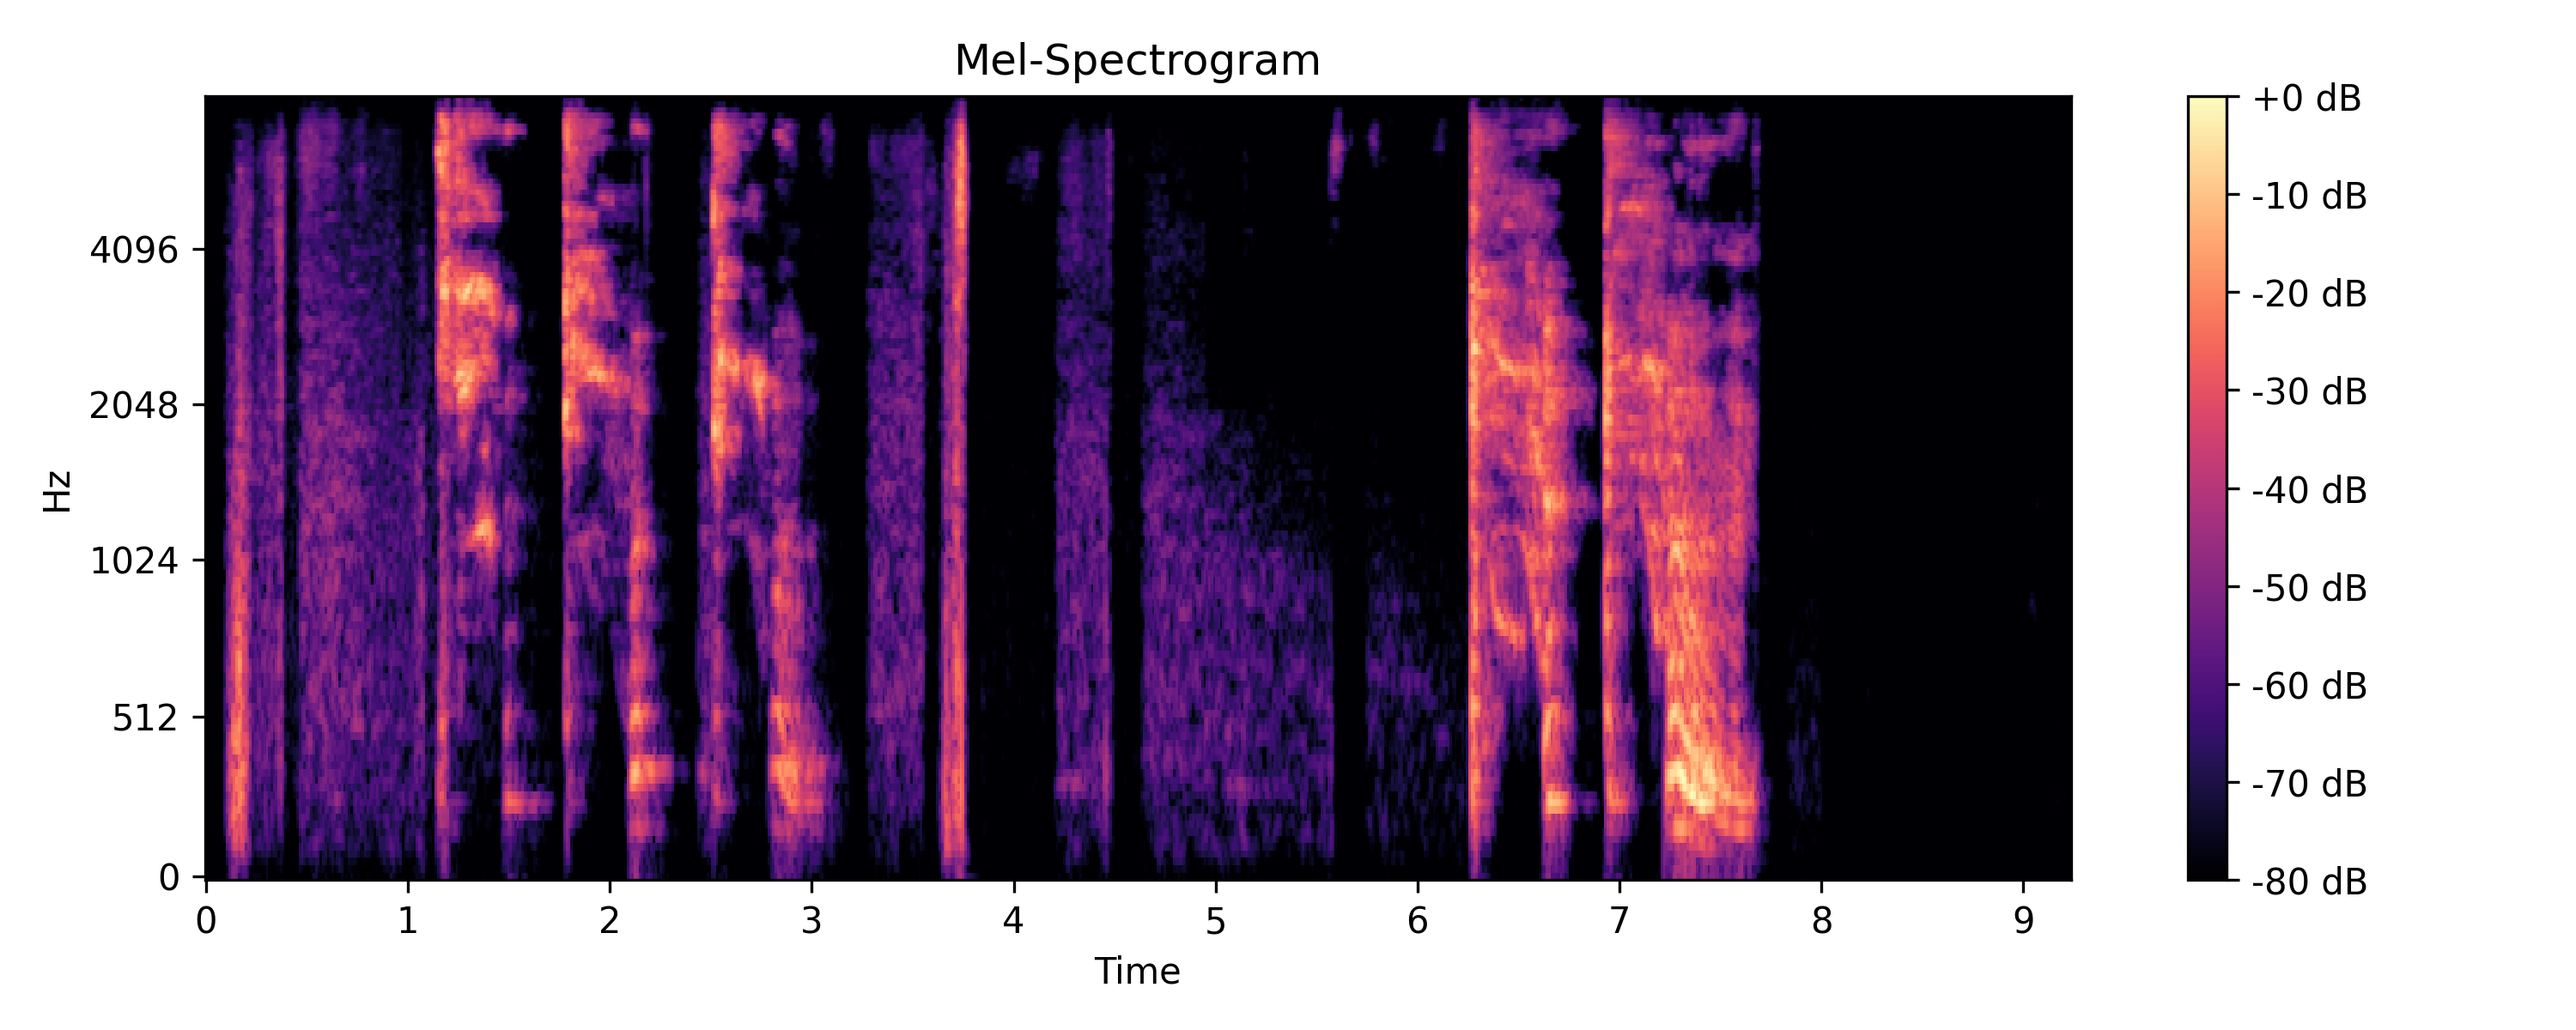 Mel-Spectrogram
+0 dB
-10 dB
4096
-20 dB
2048
-30 dB
Hz
-40 dB
1024
-50 dB
-60 dB
512
-70 dB
0
-80 dB
0 1 2 3 4 5 6 7 8 9
Time